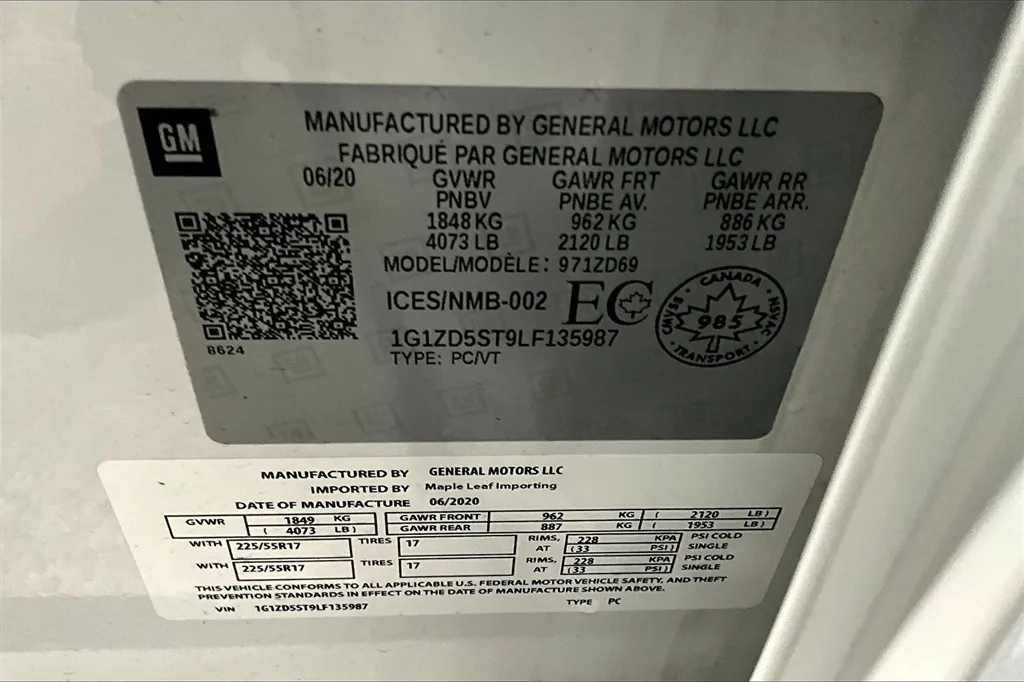 GM
MANUFACTURED BY GENERAL MOTORS LLC
FABRIQUÉ PAR GENERAL MOTORS LLC
06/20 GVWR GAWR FRT GAWR RR
PNBV PNBE AV. PNBE ARR.
1848 KG 962 KG 886 KG
4073 LB 2120 LB 1953 LB
MODEL/MODÈLE: 971ZD69
ICES/NMB-002 EC
CANADA
CMVSS 985 NSVAC
TRANSPORT
1G1ZD5ST9LF135987
8624 TYPE: PC/VT
MANUFACTURED BY GENERAL MOTORS LLC
IMPORTED BY Maple Leaf Importing
DATE OF MANUFACTURE 06/2020
GVWR 1849 KG GAWR FRONT 962 KG ( 2120 LB )
( 4073 LB ) GAWR REAR 887 KG ( 1953 LB )
WITH 225/55R17 TIRES 17 RIMS, AT 228 KPA (33 PSI) PSI COLD SINGLE
WITH 225/55R17 TIRES 17 RIMS, AT 228 KPA (33 PSI) PSI COLD SINGLE
THIS VEHICLE CONFORMS TO ALL APPLICABLE U.S. FEDERAL MOTOR VEHICLE SAFETY, AND THEFT
PREVENTION STANDARDS IN EFFECT ON THE DATE OF MANUFACTURE SHOWN ABOVE.
VIN 1G1ZD5ST9LF135987 TYPE PC